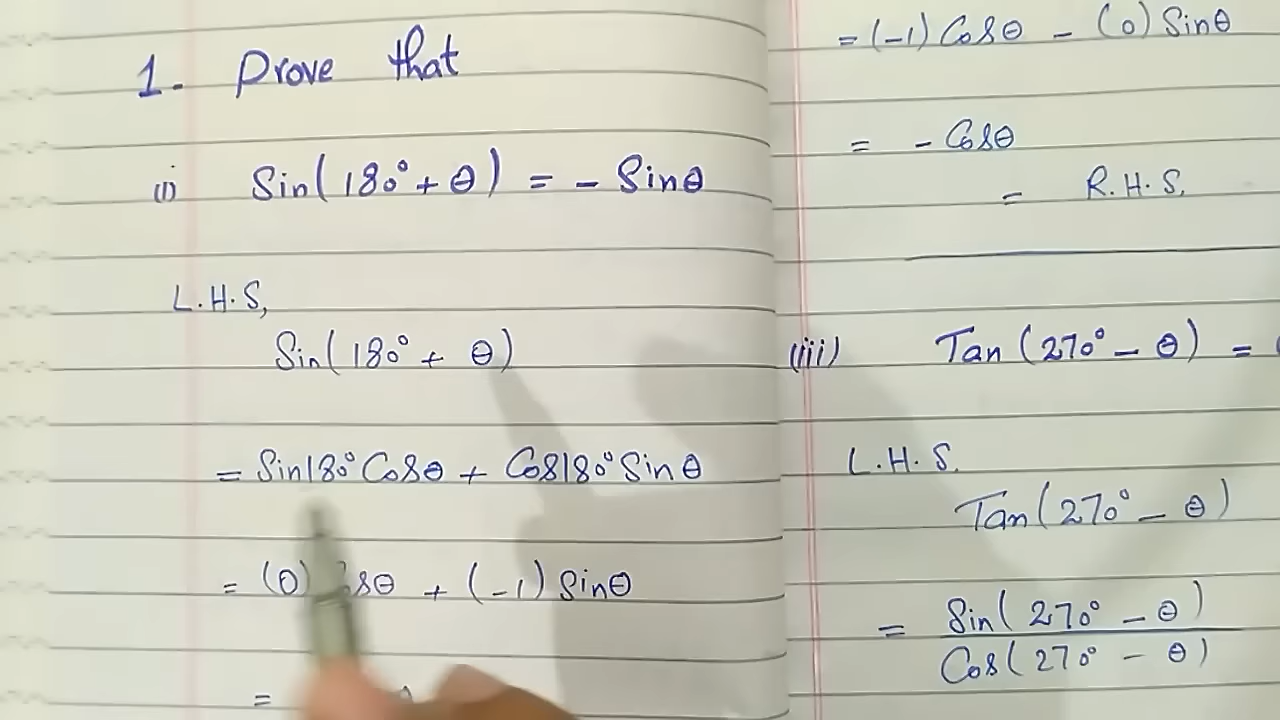 1. Prove that
(i) Sin(180° + θ) = - Sinθ
L.H.S,
Sin(180° + θ)
= Sin180° Cosθ + Cos180° Sinθ
= (0) θ + (-1) Sinθ
=
= (-1) Cosθ - (0) Sinθ
= - Cosθ
= R.H.S.
(iii) Tan (270° - θ) =
L.H.S.
Tan(270° - θ)
= Sin(270° - θ)
Cos(270° - θ)